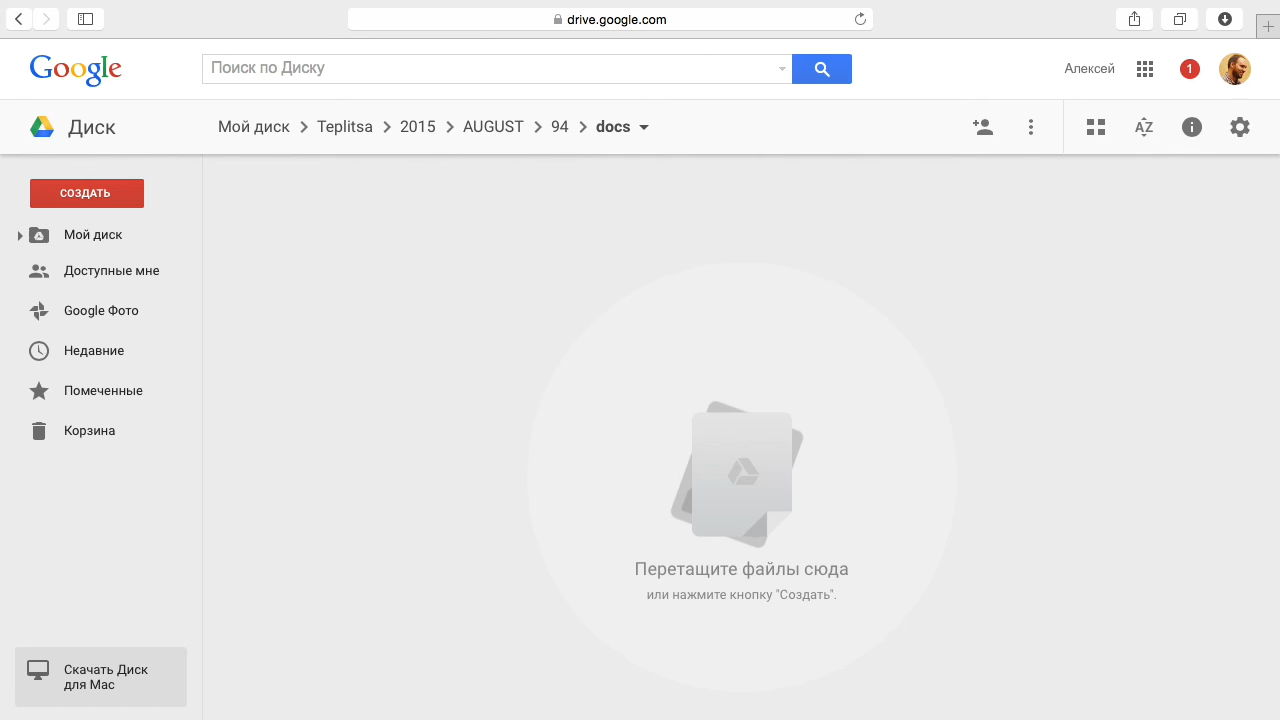 drive.google.com
Google
Поиск по Диску
Алексей
1
Диск
Мой диск
Teplitsa
2015
AUGUST
94
docs
AZ
СОЗДАТЬ
Мой диск
Доступные мне
Google Фото
Недавние
Помеченные
Корзина
Перетащите файлы сюда
или нажмите кнопку "Создать".
Скачать Диск
для Mac